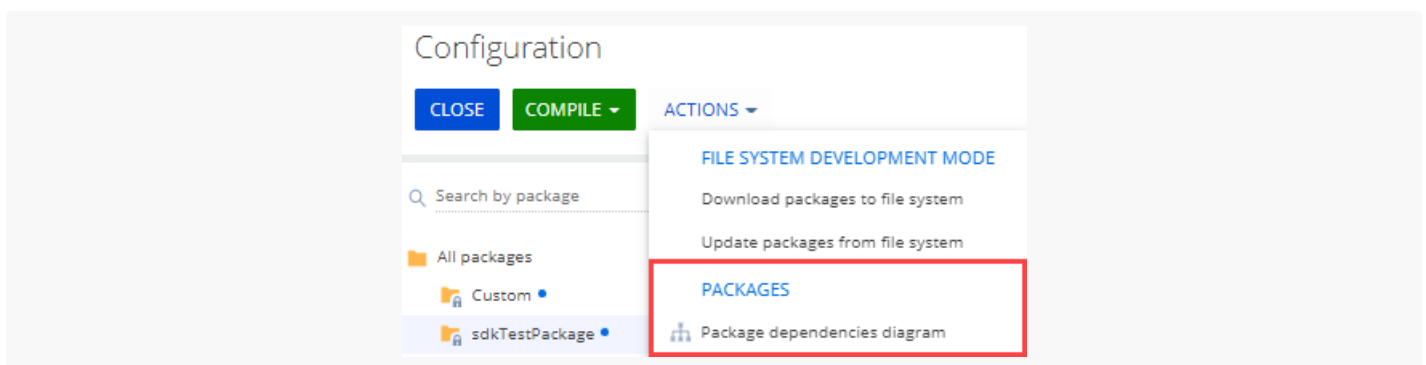 Configuration
CLOSE
COMPILE
ACTIONS
FILE SYSTEM DEVELOPMENT MODE
Search by package
Download packages to file system
Update packages from file system
All packages
PACKAGES
Custom
Package dependencies diagram
sdkTestPackage